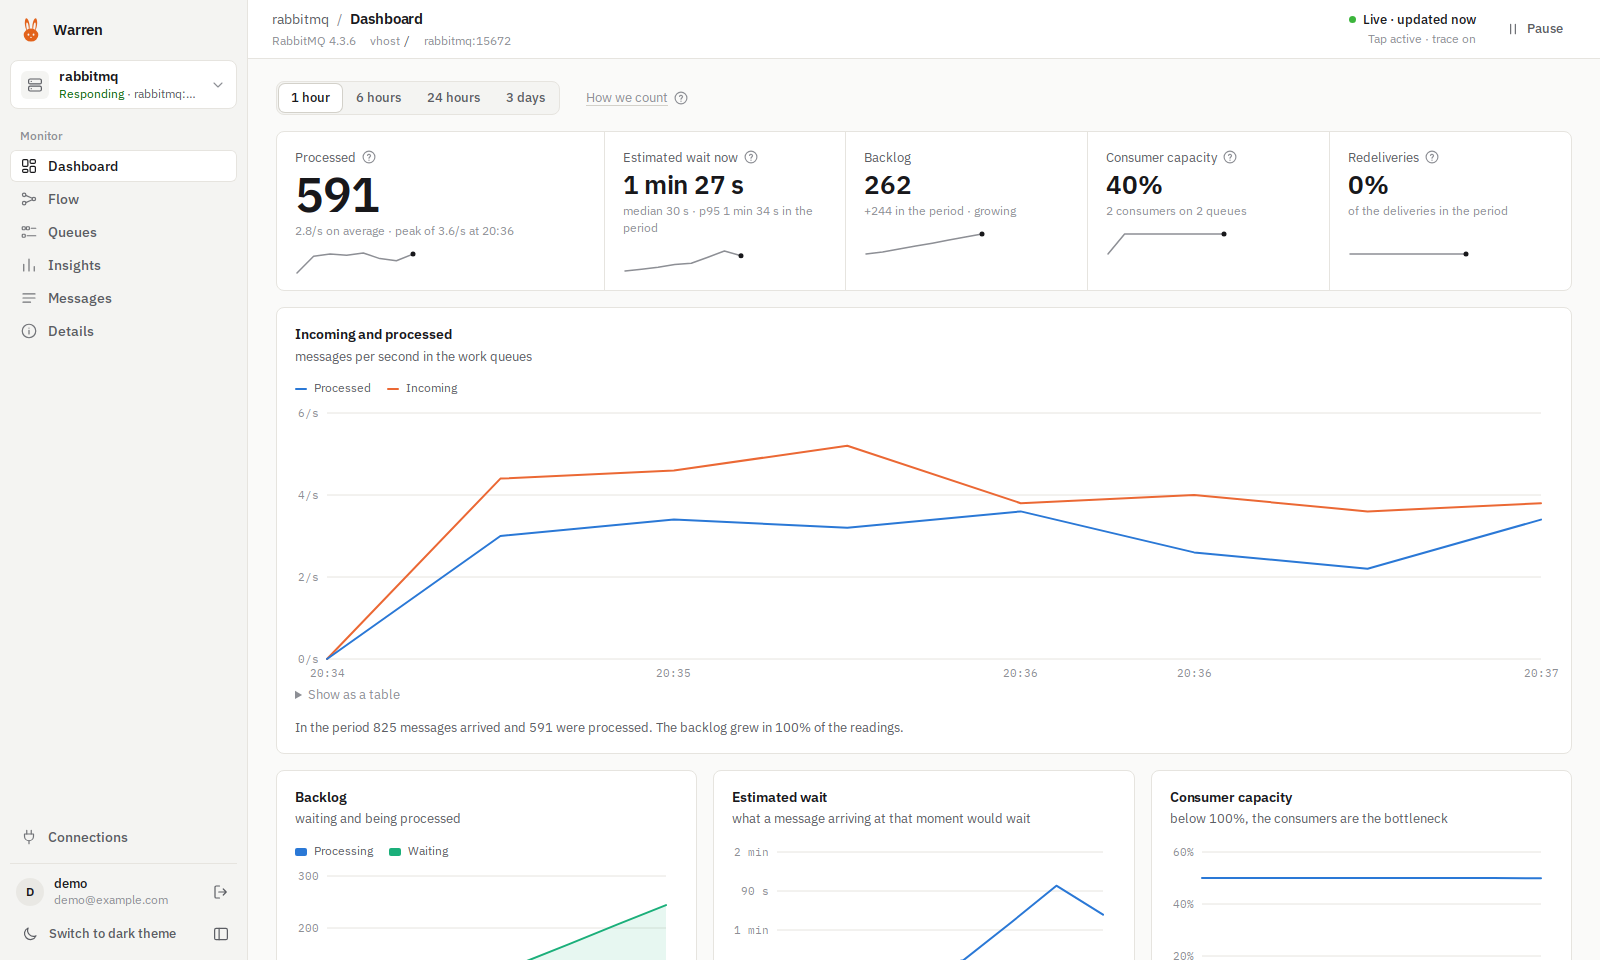 Warren
rabbitmq
Responding · rabbitmq:...
Monitor
Dashboard
Flow
Queues
Insights
Messages
Details
Connections
D
demo
demo@example.com
Switch to dark theme
rabbitmq / Dashboard
RabbitMQ 4.3.6 vhost / rabbitmq:15672
Live · updated now
Tap active · trace on
Pause
1 hour 6 hours 24 hours 3 days How we count ?
Processed ?
591
2.8/s on average · peak of 3.6/s at 20:36
Estimated wait now ?
1 min 27 s
median 30 s · p95 1 min 34 s in the
period
Backlog
262
+244 in the period · growing
Consumer capacity ?
40%
2 consumers on 2 queues
Redeliveries ?
0%
of the deliveries in the period
Incoming and processed
messages per second in the work queues
Processed Incoming
6/s
4/s
2/s
0/s
20:34 20:35 20:36 20:36 20:37
Show as a table
In the period 825 messages arrived and 591 were processed. The backlog grew in 100% of the readings.
Backlog
waiting and being processed
Processing Waiting
300
200
Estimated wait
what a message arriving at that moment would wait
2 min
90 s
1 min
Consumer capacity
below 100%, the consumers are the bottleneck
60%
40%
20%